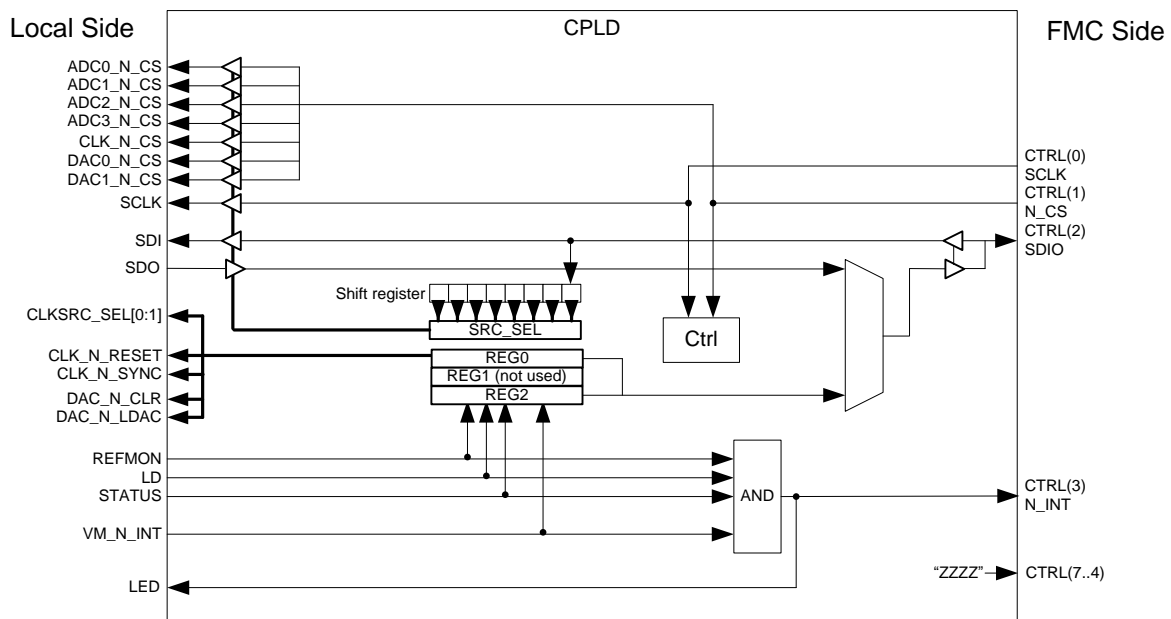 Local Side
CPLD
FMC Side
ADC0_N_CS
ADC1_N_CS
ADC2_N_CS
ADC3_N_CS
CLK_N_CS
DAC0_N_CS
DAC1_N_CS
SCLK
SDI
SDO
CTRL(0)
SCLK
CTRL(1)
N_CS
CTRL(2)
SDIO
Shift register
SRC_SEL
Ctrl
CLKSRC_SEL[0:1]
CLK_N_RESET
CLK_N_SYNC
DAC_N_CLR
DAC_N_LDAC
REG0
REG1 (not used)
REG2
REFMON
LD
STATUS
VM_N_INT
LED
AND
CTRL(3)
N_INT
“ZZZZ”
CTRL(7..4)